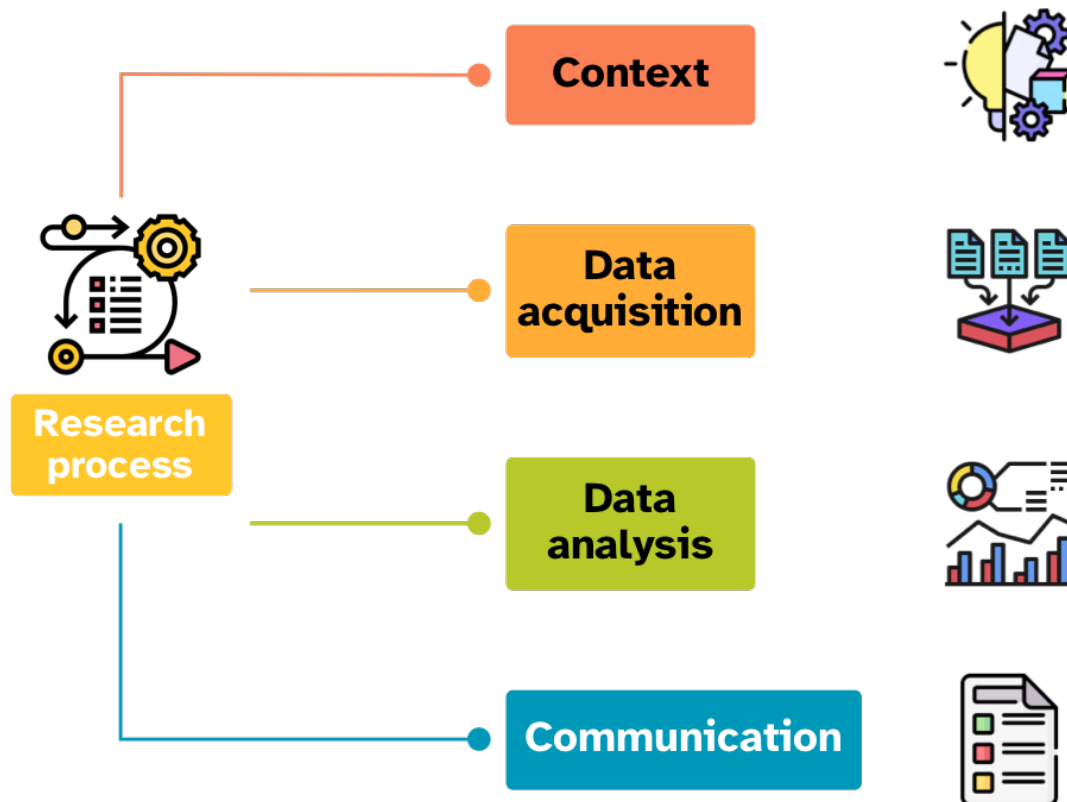 Context
Data
acquisition
Research
process
Data
analysis
Communication